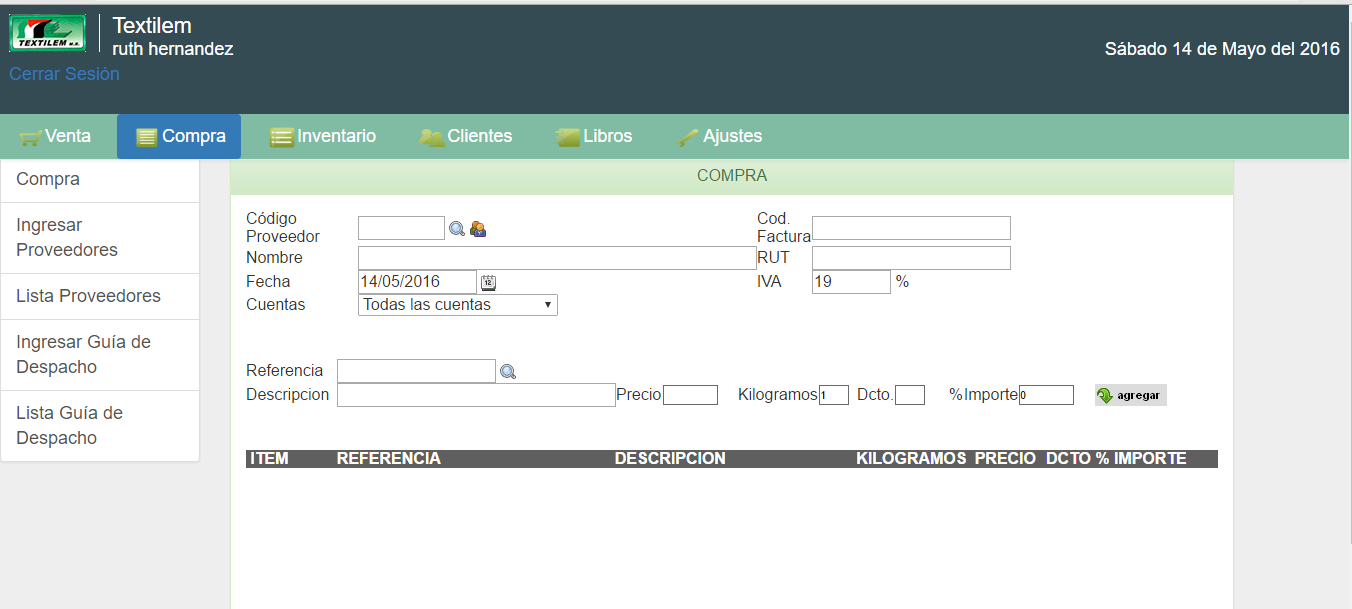 TEXTILEM S.A.
Textilem
ruth hernandez
Cerrar Sesión
Sábado 14 de Mayo del 2016
Venta
Compra
Inventario
Clientes
Libros
Ajustes
Compra
Ingresar
Proveedores
Lista Proveedores
Ingresar Guía de
Despacho
Lista Guía de
Despacho
COMPRA
Código
Proveedor
Cod.
Factura
Nombre
RUT
Fecha 14/05/2016
IVA 19 %
Cuentas Todas las cuentas
Referencia
Descripcion Precio Kilogramos 1 Dcto. % Importe 0 agregar
ITEM REFERENCIA DESCRIPCION KILOGRAMOS PRECIO DCTO % IMPORTE